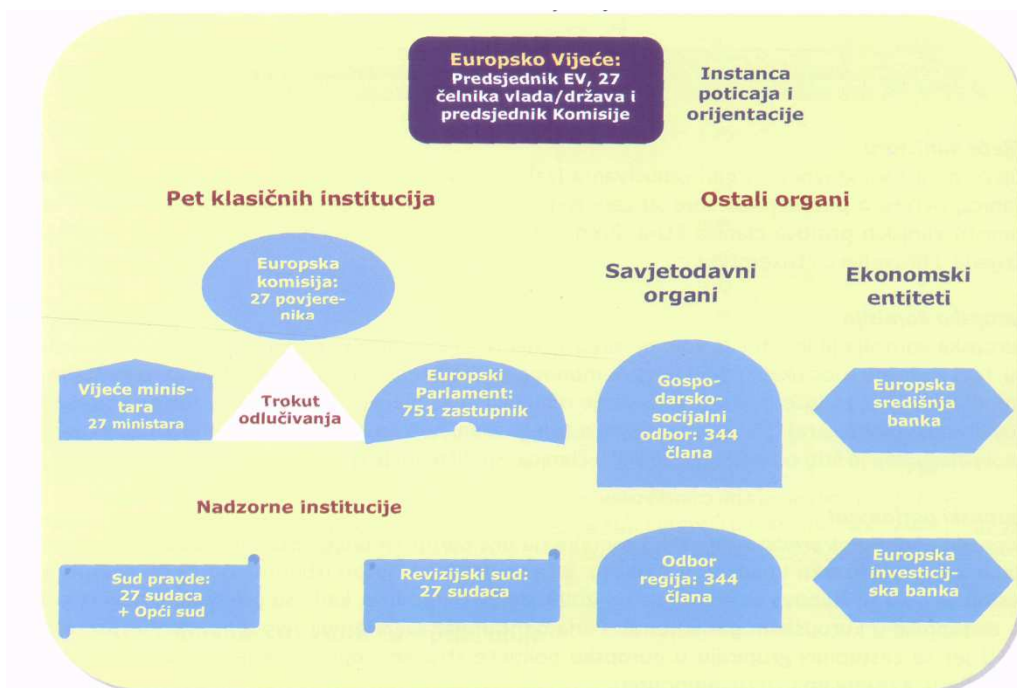 Europsko Vijeće:
Predsjednik EV, 27
čelnika vlada/država i
predsjednik Komisije
Instanca
poticaja i
orijentacije
Pet klasičnih institucija
Ostali organi
Europska
komisija:
27 povjere-
nika
Savjetodavni
organi
Ekonomski
entiteti
Vijeće minis-
tara
27 ministara
Trokut
odlučivanja
Europski
Parlament:
751 zastupnik
Gospo-
darsko-
socijalni
odbor: 344
člana
Europska
središnja
banka
Nadzorne institucije
Sud pravde:
27 sudaca
+ Opći sud
Revizijski sud:
27 sudaca
Odbor
regija: 344
člana
Europska
investicij-
ska banka